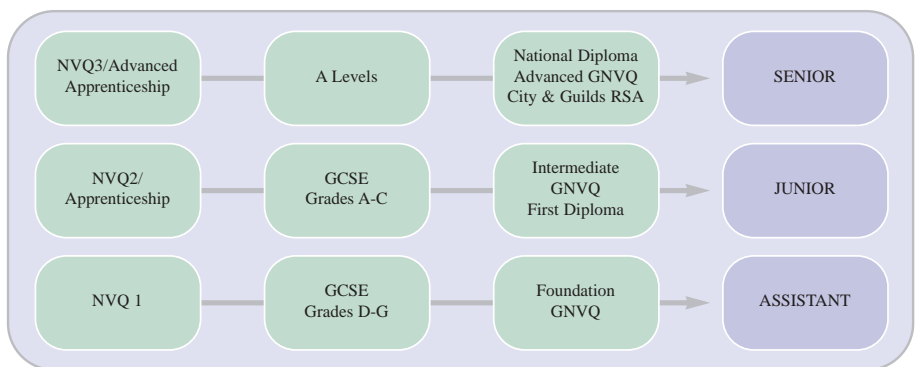 NVQ3/Advanced
Apprenticeship
A Levels
National Diploma
Advanced GNVQ
City & Guilds RSA
SENIOR
NVQ2/
Apprenticeship
GCSE
Grades A-C
Intermediate
GNVQ
First Diploma
JUNIOR
NVQ 1
GCSE
Grades D-G
Foundation
GNVQ
ASSISTANT